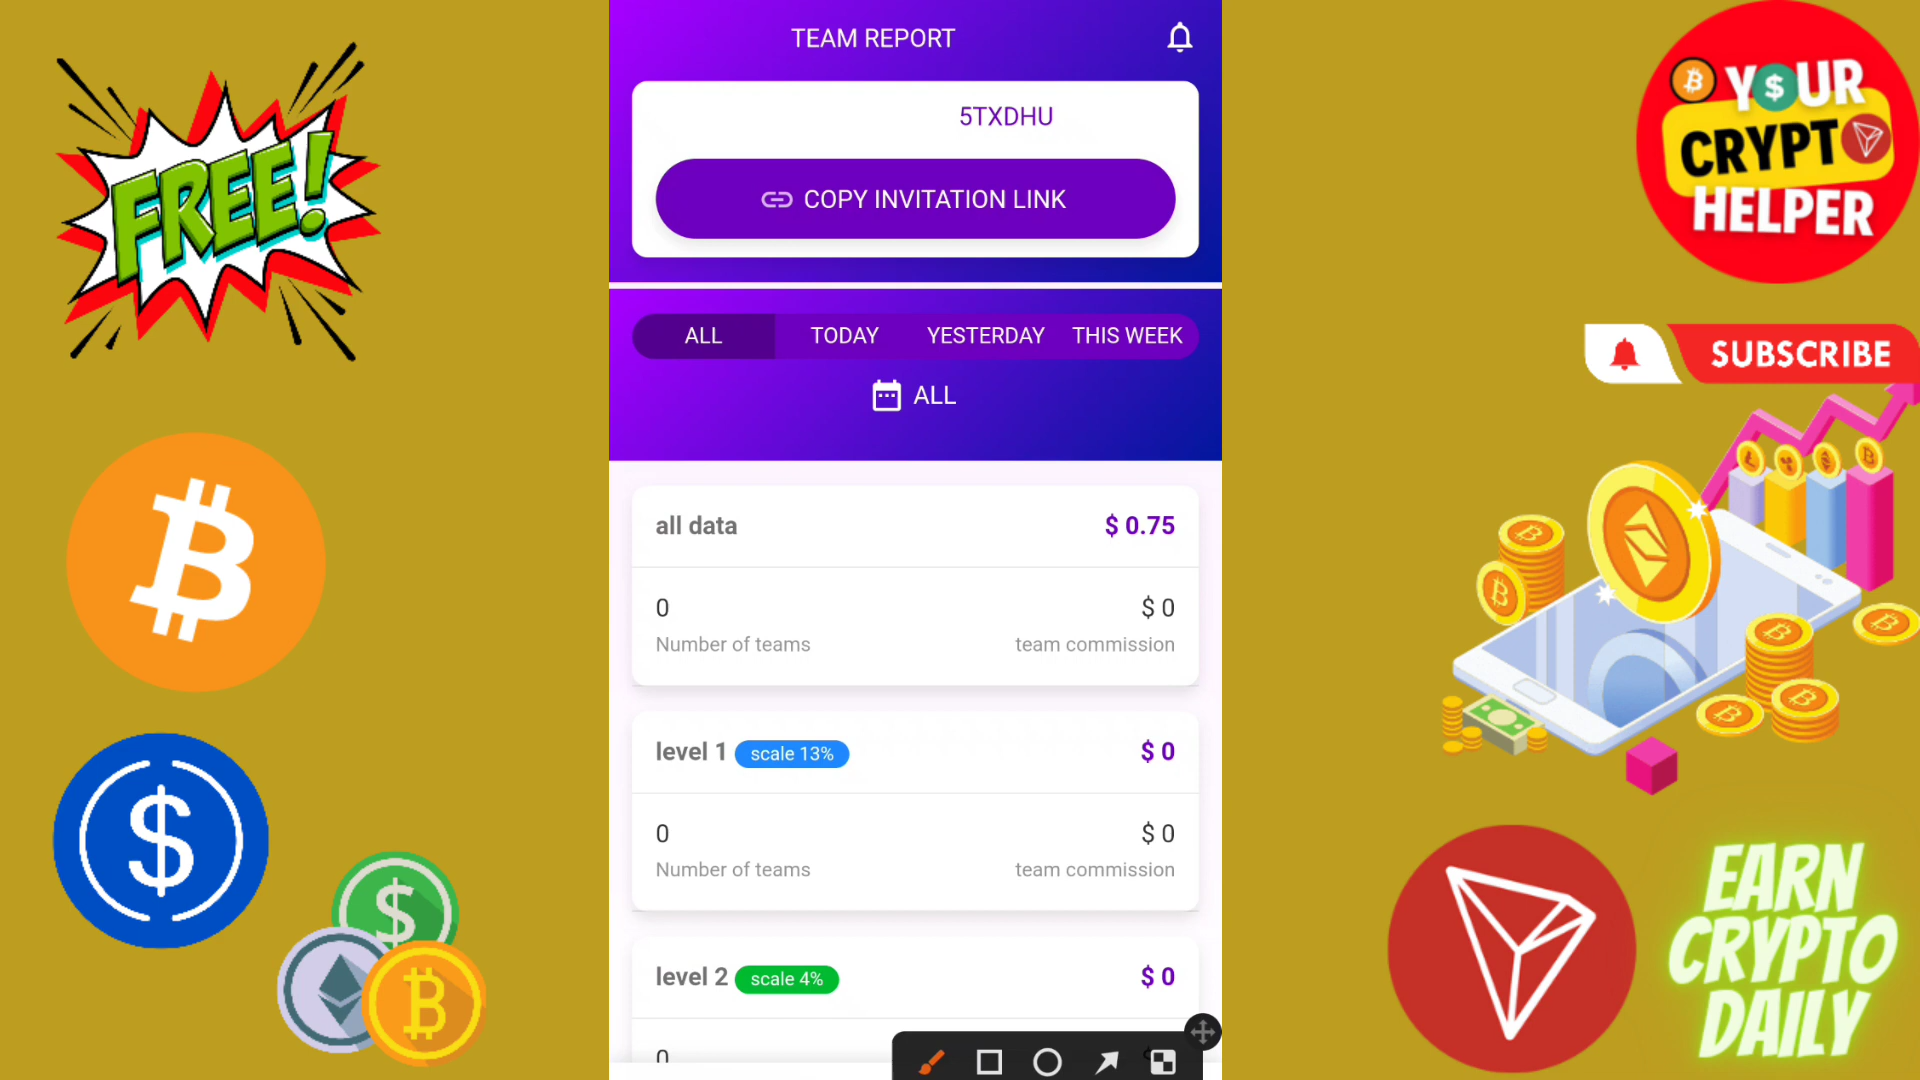 FREE!
TEAM REPORT
5TXDHU
COPY INVITATION LINK
ALL
TODAY
YESTERDAY
THIS WEEK
ALL
all data
$ 0.75
0
$ 0
Number of teams
team commission
level 1
scale 13%
$ 0
0
$ 0
Number of teams
team commission
level 2
scale 4%
$ 0
0
Y$UR
CRYPT
HELPER
SUBSCRIBE
EARN
CRYPTO
DAILY